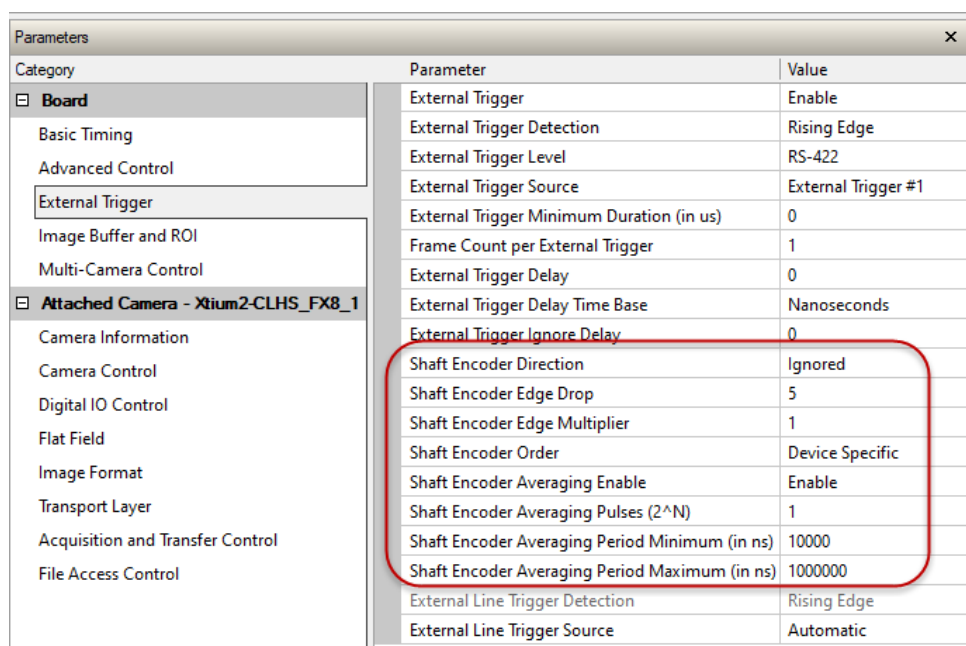 Parameters
Category
Parameter Value
Board
Basic Timing
Advanced Control
External Trigger
Image Buffer and ROI
Multi-Camera Control
Attached Camera - Xtium2-CLHS_FX8_1
Camera Information
Camera Control
Digital IO Control
Flat Field
Image Format
Transport Layer
Acquisition and Transfer Control
File Access Control
External Trigger Enable
External Trigger Detection Rising Edge
External Trigger Level RS-422
External Trigger Source External Trigger #1
External Trigger Minimum Duration (in us) 0
Frame Count per External Trigger 1
External Trigger Delay 0
External Trigger Delay Time Base Nanoseconds
External Trigger Ignore Delay 0
Shaft Encoder Direction Ignored
Shaft Encoder Edge Drop 5
Shaft Encoder Edge Multiplier 1
Shaft Encoder Order Device Specific
Shaft Encoder Averaging Enable Enable
Shaft Encoder Averaging Pulses (2^N) 1
Shaft Encoder Averaging Period Minimum (in ns) 10000
Shaft Encoder Averaging Period Maximum (in ns) 1000000
External Line Trigger Detection Rising Edge
External Line Trigger Source Automatic